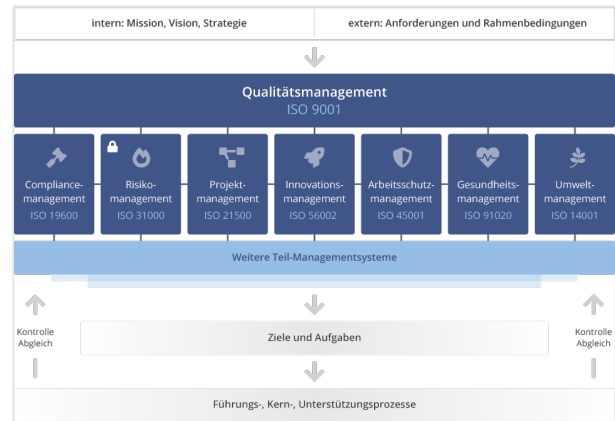 intern: Mission, Vision, Strategie
extern: Anforderungen und Rahmenbedingungen
Qualitätsmanagement
ISO 9001
Compliance-
management
ISO 19600
Risiko-
management
ISO 31000
Projekt-
management
ISO 21500
Innovations-
management
ISO 56002
Arbeitsschutz-
management
ISO 45001
Gesundheits-
management
ISO 91020
Umwelt-
management
ISO 14001
Weitere Teil-Managementsysteme
Kontrolle
Abgleich
Ziele und Aufgaben
Kontrolle
Abgleich
Führungs-, Kern-, Unterstützungsprozesse